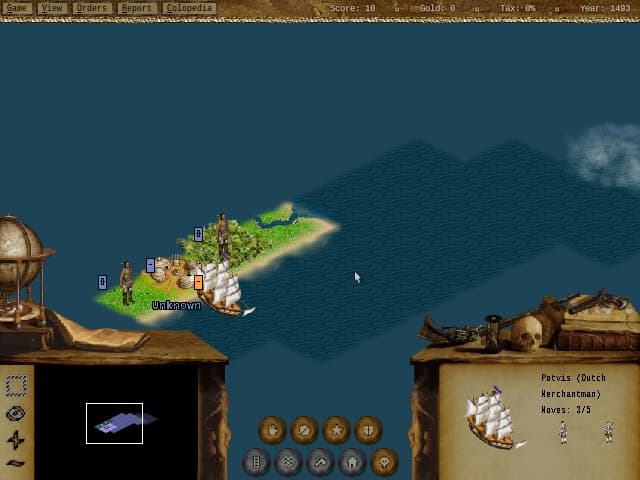 Game View Orders Report Colopedia Score: 10 Gold: 0 Tax: 0% Year: 1493
Unknown
Potvis (Dutch
Merchantman)
Moves: 3/5